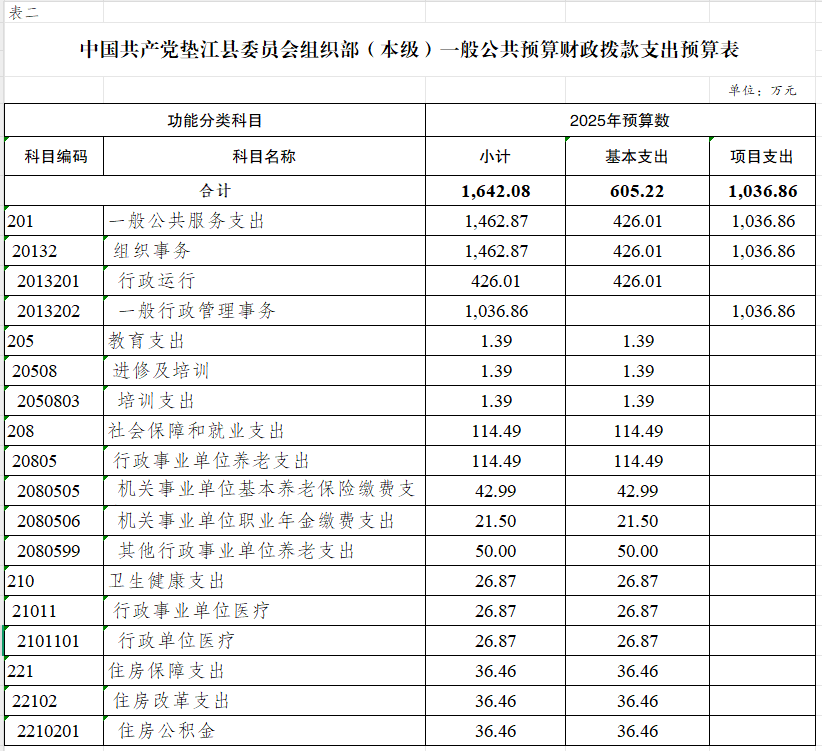 表二
中国共产党垫江县委员会组织部（本级）一般公共预算财政拨款支出预算表
单位：万元
功能分类科目 2025年预算数
科目编码 科目名称 小计 基本支出 项目支出
合计 1,642.08 605.22 1,036.86
201 一般公共服务支出 1,462.87 426.01 1,036.86
20132 组织事务 1,462.87 426.01 1,036.86
2013201 行政运行 426.01 426.01
2013202 一般行政管理事务 1,036.86 1,036.86
205 教育支出 1.39 1.39
20508 进修及培训 1.39 1.39
2050803 培训支出 1.39 1.39
208 社会保障和就业支出 114.49 114.49
20805 行政事业单位养老支出 114.49 114.49
2080505 机关事业单位基本养老保险缴费支 42.99 42.99
2080506 机关事业单位职业年金缴费支出 21.50 21.50
2080599 其他行政事业单位养老支出 50.00 50.00
210 卫生健康支出 26.87 26.87
21011 行政事业单位医疗 26.87 26.87
2101101 行政单位医疗 26.87 26.87
221 住房保障支出 36.46 36.46
22102 住房改革支出 36.46 36.46
2210201 住房公积金 36.46 36.46